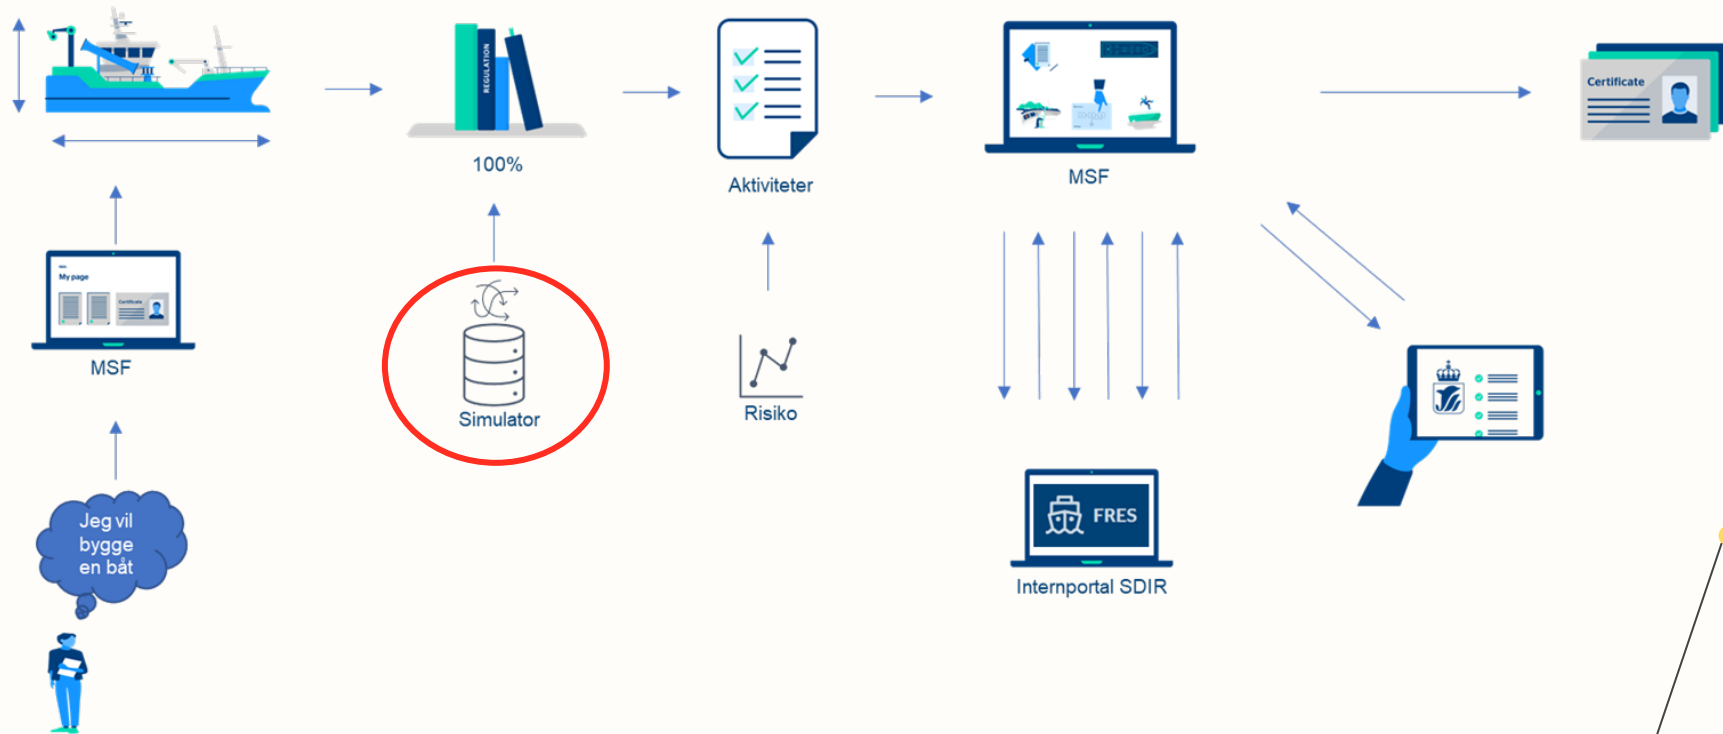 REGULATION
100%
Aktiviteter
MSF
Certificate
My page
Certificate
MSF
Simulator
Risiko
Jeg vil
bygge
en båt
FRES
Internportal SDIR